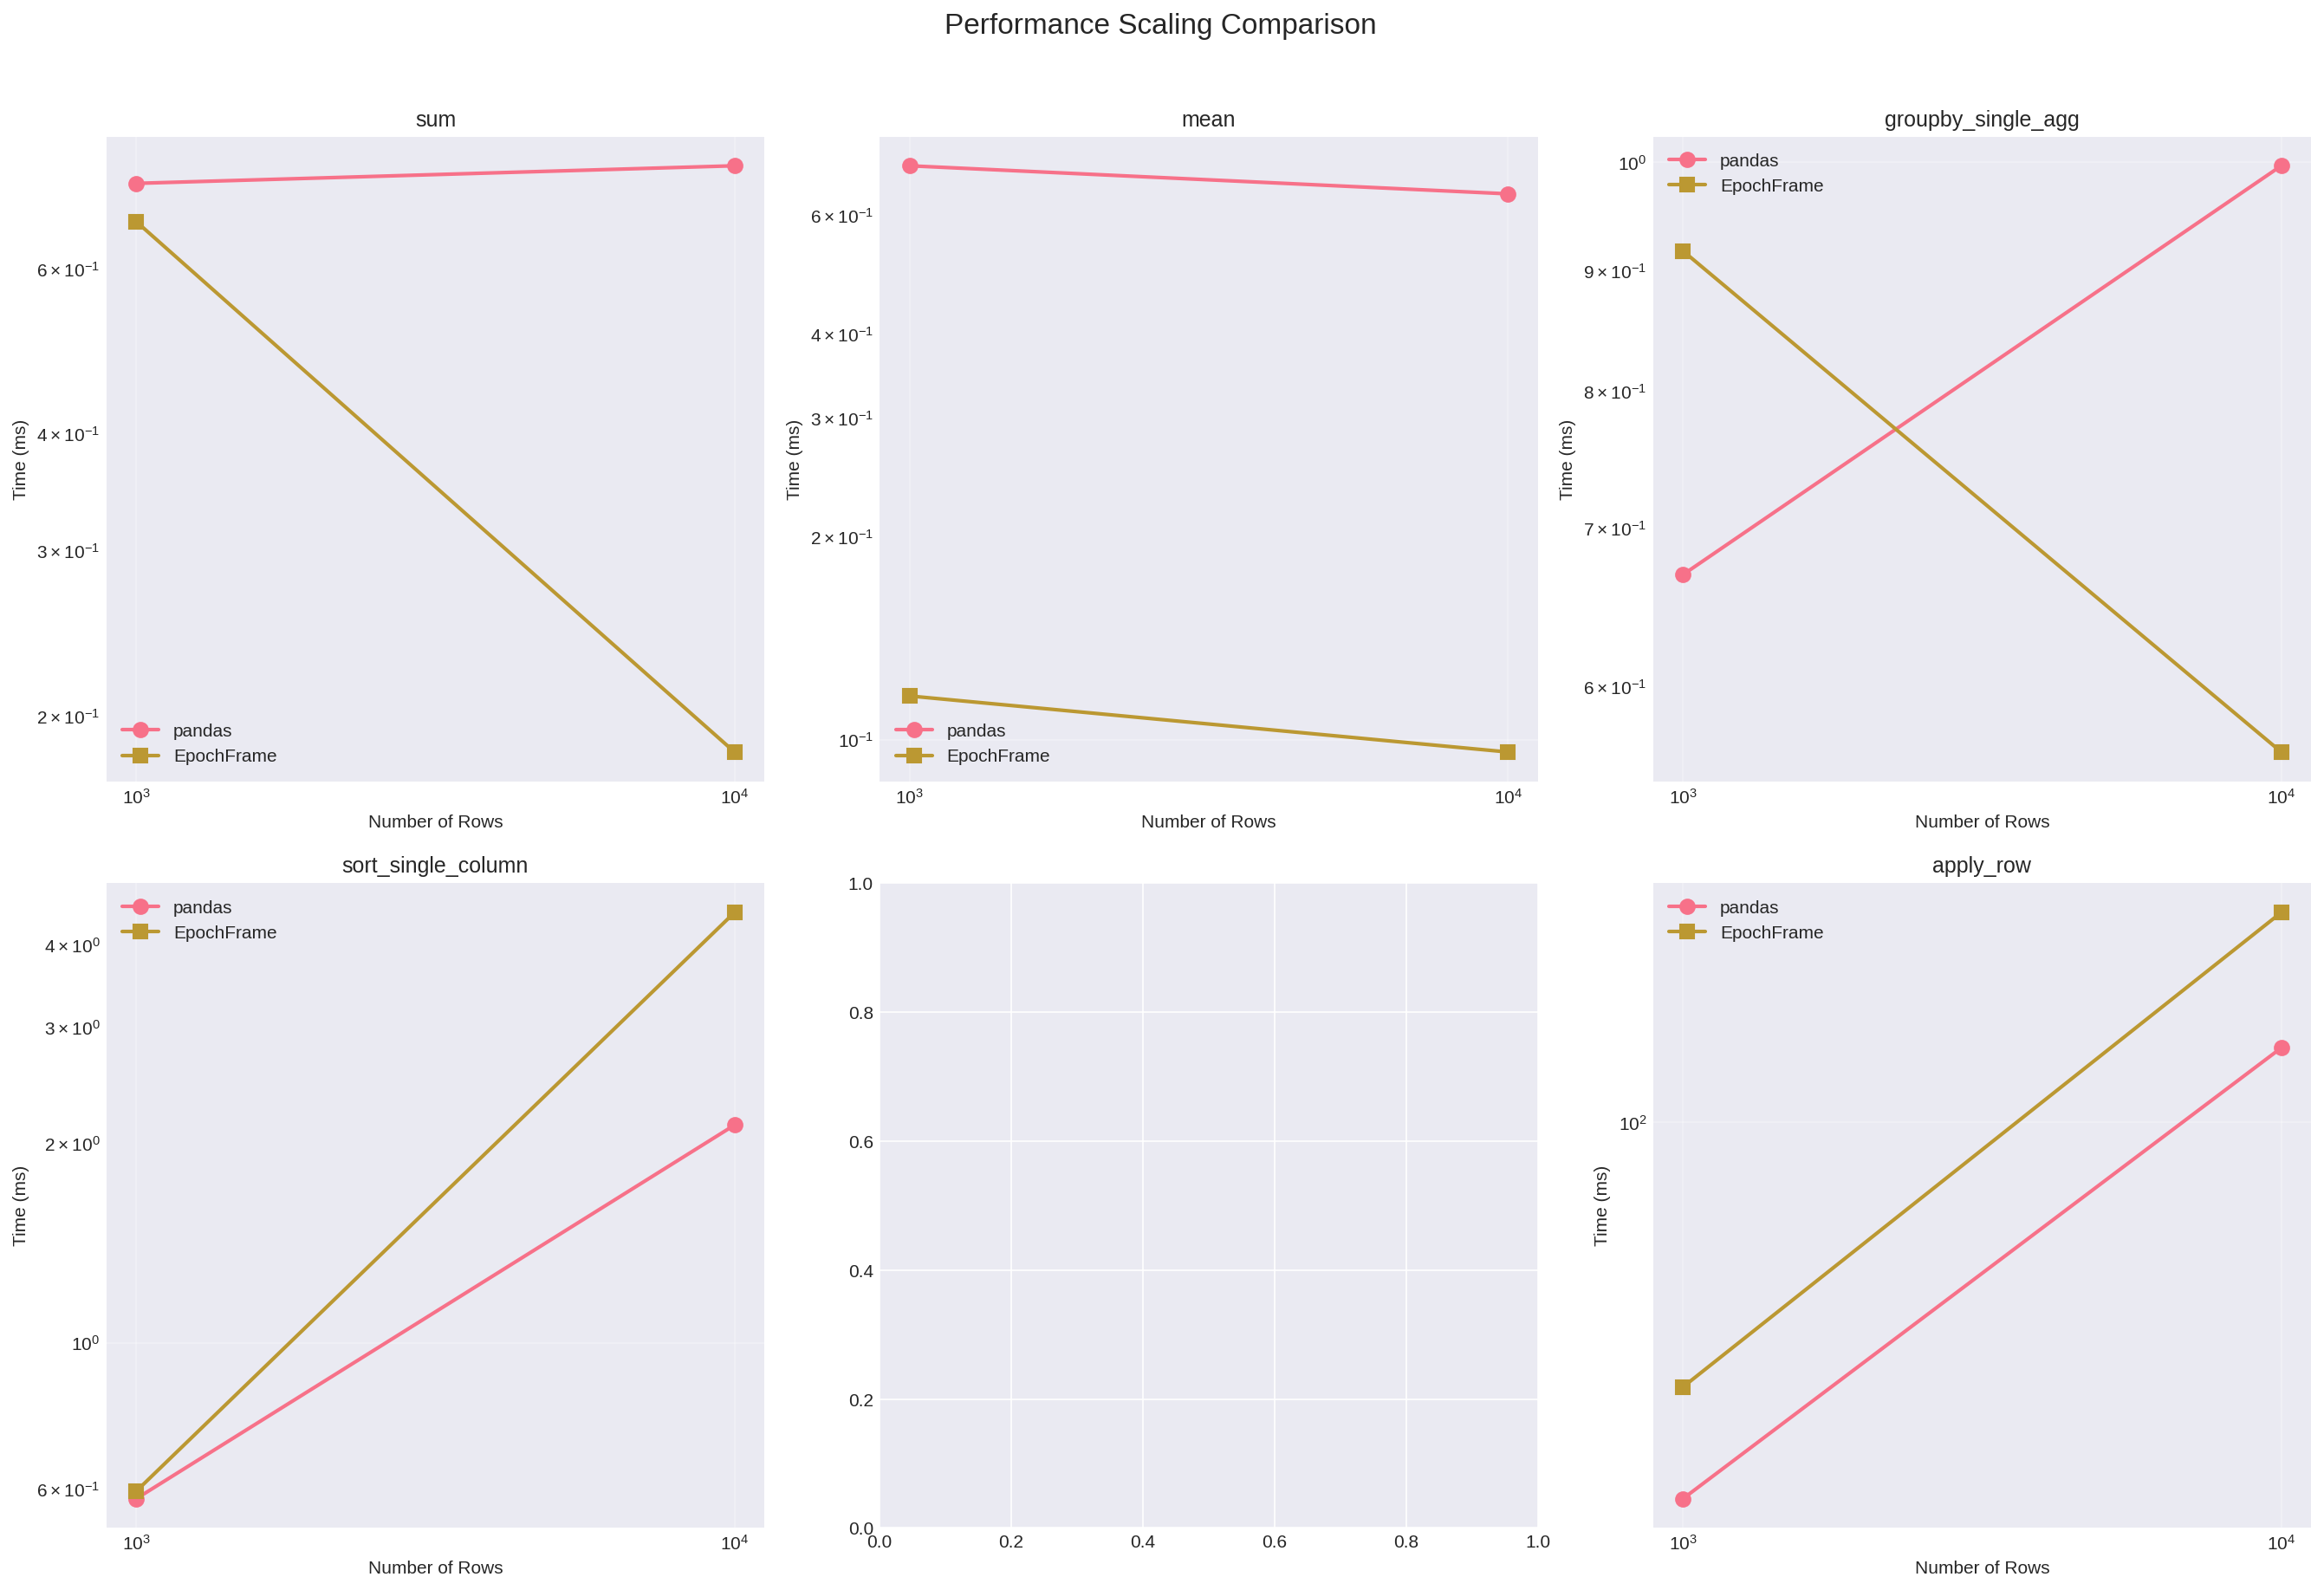 Performance Scaling Comparison
sum
Time (ms)
6 × 10⁻¹
4 × 10⁻¹
3 × 10⁻¹
2 × 10⁻¹
pandas
EpochFrame
10³
10⁴
Number of Rows
mean
Time (ms)
6 × 10⁻¹
4 × 10⁻¹
3 × 10⁻¹
2 × 10⁻¹
10⁻¹
pandas
EpochFrame
10³
10⁴
Number of Rows
groupby_single_agg
Time (ms)
10⁰
9 × 10⁻¹
8 × 10⁻¹
7 × 10⁻¹
6 × 10⁻¹
pandas
EpochFrame
10³
10⁴
Number of Rows
sort_single_column
Time (ms)
4 × 10⁰
3 × 10⁰
2 × 10⁰
10⁰
6 × 10⁻¹
pandas
EpochFrame
10³
10⁴
Number of Rows
1.0
0.8
0.6
0.4
0.2
0.0
0.0
0.2
0.4
0.6
0.8
1.0
apply_row
Time (ms)
10²
pandas
EpochFrame
10³
10⁴
Number of Rows